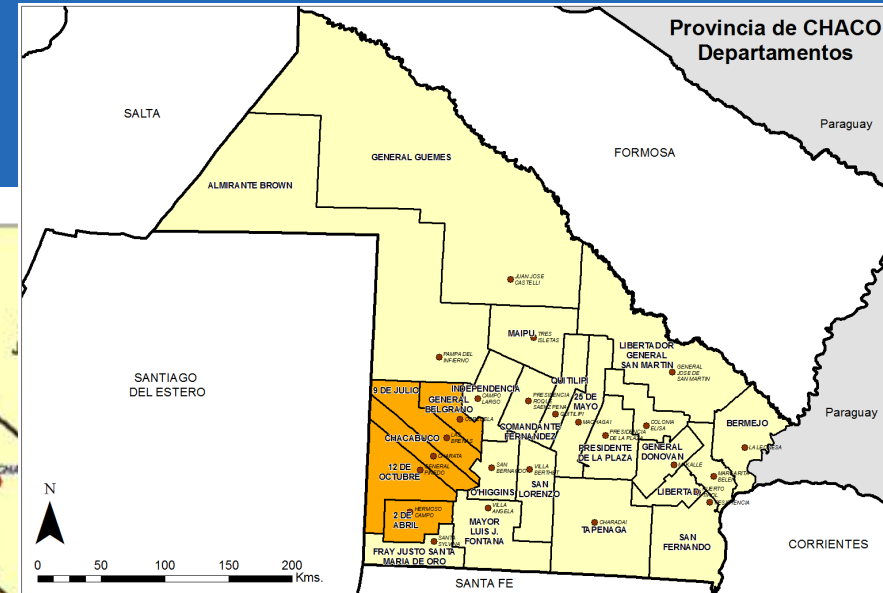 Provincia de CHACO
Departamentos
SALTA
Paraguay
FORMOSA
GENERAL GUEMES
ALMIRANTE BROWN
JUAN JOSE
CASTELLI
MAIPU
TRES
ISLETAS
LIBERTADOR
GENERAL
SAN MARTIN
PAMPA DEL
INFIERNO
GENERAL
JOSE DE
SAN MARTIN
SANTIAGO
DEL ESTERO
QUITILIPI
9 DE JULIO
INDEPENDENCIA
GENERAL
BELGRANO
CAMPO
LARGO
PRESIDENCIA
ROQUE
SAENZ PEÑA
25 DE
MAYO
QUITILIPI
Paraguay
BERMEJO
MACHAGAI
COLONIA
ELISA
COMANDANTE
FERNANDEZ
PRESIDENCIA
DE LA PLAZA
CHACABUCO
LAS
BREÑAS
CHARATA
PRESIDENTE
DE LA PLAZA
GENERAL
DONOVAN
LA LEONESA
12 DE
OCTUBRE
GENERAL
PINEDO
SAN
BERNARDO
VILLA
BERTHET
MAKALLE
MARGARITA
BELEN
O'HIGGINS
SAN
LORENZO
LIBERTAD
HERMOSO
CAMPO
2 DE
ABRIL
VILLA
ANGELA
MAYOR
LUIS J.
FONTANA
CHARADAI
TAPENAGA
SANTA
SYLVINA
FRAY JUSTO SANTA
MARIA DE ORO
SAN
FERNANDO
CORRIENTES
SANTA FE
N
0 50 100 150 200
Kms.